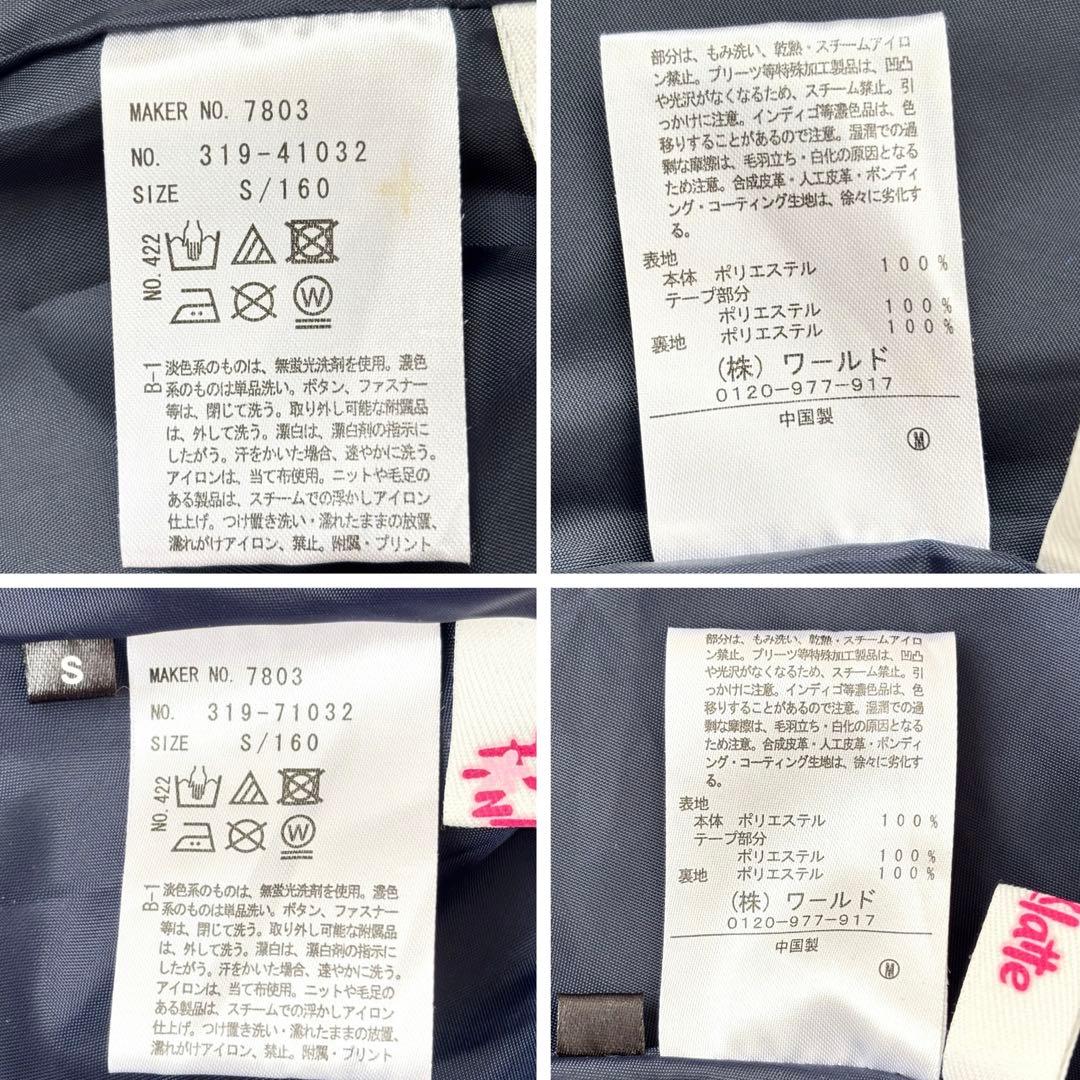 MAKER NO. 7803
NO. 319-41032
SIZE S/160
NO.422
W
B-1
淡色系のものは、無蛍光洗剤を使用。濃色
系のものは単品洗い。ボタン、ファスナー
等は、閉じて洗う。取り外し可能な附属品
は、外して洗う。漂白は、漂白剤の指示に
したがう。汗をかいた場合、速やかに洗う。
アイロンは、当て布使用。ニットや毛足の
ある製品は、スチームでの浮かしアイロン
仕上げ。つけ置き洗い・濡れたままの放置、
濡れがけアイロン、禁止。附属・プリント
部分は、もみ洗い、乾熱・スチームアイロ
ン禁止。プリーツ等特殊加工製品は、凹凸
や光沢がなくなるため、スチーム禁止。引
っかけに注意。インディゴ等濃色品は、色
移りすることがあるので注意。湿潤での過
剰な摩擦は、毛羽立ち・白化の原因となる
ため注意。合成皮革・人工皮革・ボンディ
ング・コーティング生地は、徐々に劣化す
る。
表地
本体 ポリエステル 100%
テープ部分
ポリエステル 100%
裏地 ポリエステル 100%
(株) ワールド
0120-977-917
中国製
M
S
MAKER NO. 7803
NO. 319-71032
SIZE S/160
NO.422
W
B-1
淡色系のものは、無蛍光洗剤を使用。濃色
系のものは単品洗い。ボタン、ファスナー
等は、閉じて洗う。取り外し可能な附属品
は、外して洗う。漂白は、漂白剤の指示に
したがう。汗をかいた場合、速やかに洗う。
アイロンは、当て布使用。ニットや毛足の
ある製品は、スチームでの浮かしアイロン
仕上げ。つけ置き洗い・濡れたままの放置、
濡れがけアイロン、禁止。附属・プリント
部分は、もみ洗い、乾熱・スチームアイロ
ン禁止。プリーツ等特殊加工製品は、凹凸
や光沢がなくなるため、スチーム禁止。引
っかけに注意。インディゴ等濃色品は、色
移りすることがあるので注意。湿潤での過
剰な摩擦は、毛羽立ち・白化の原因となる
ため注意。合成皮革・人工皮革・ボンディ
ング・コーティング生地は、徐々に劣化す
る。
表地
本体 ポリエステル 100%
テープ部分
ポリエステル 100%
裏地 ポリエステル 100%
(株) ワールド
0120-977-917
中国製
M
latte